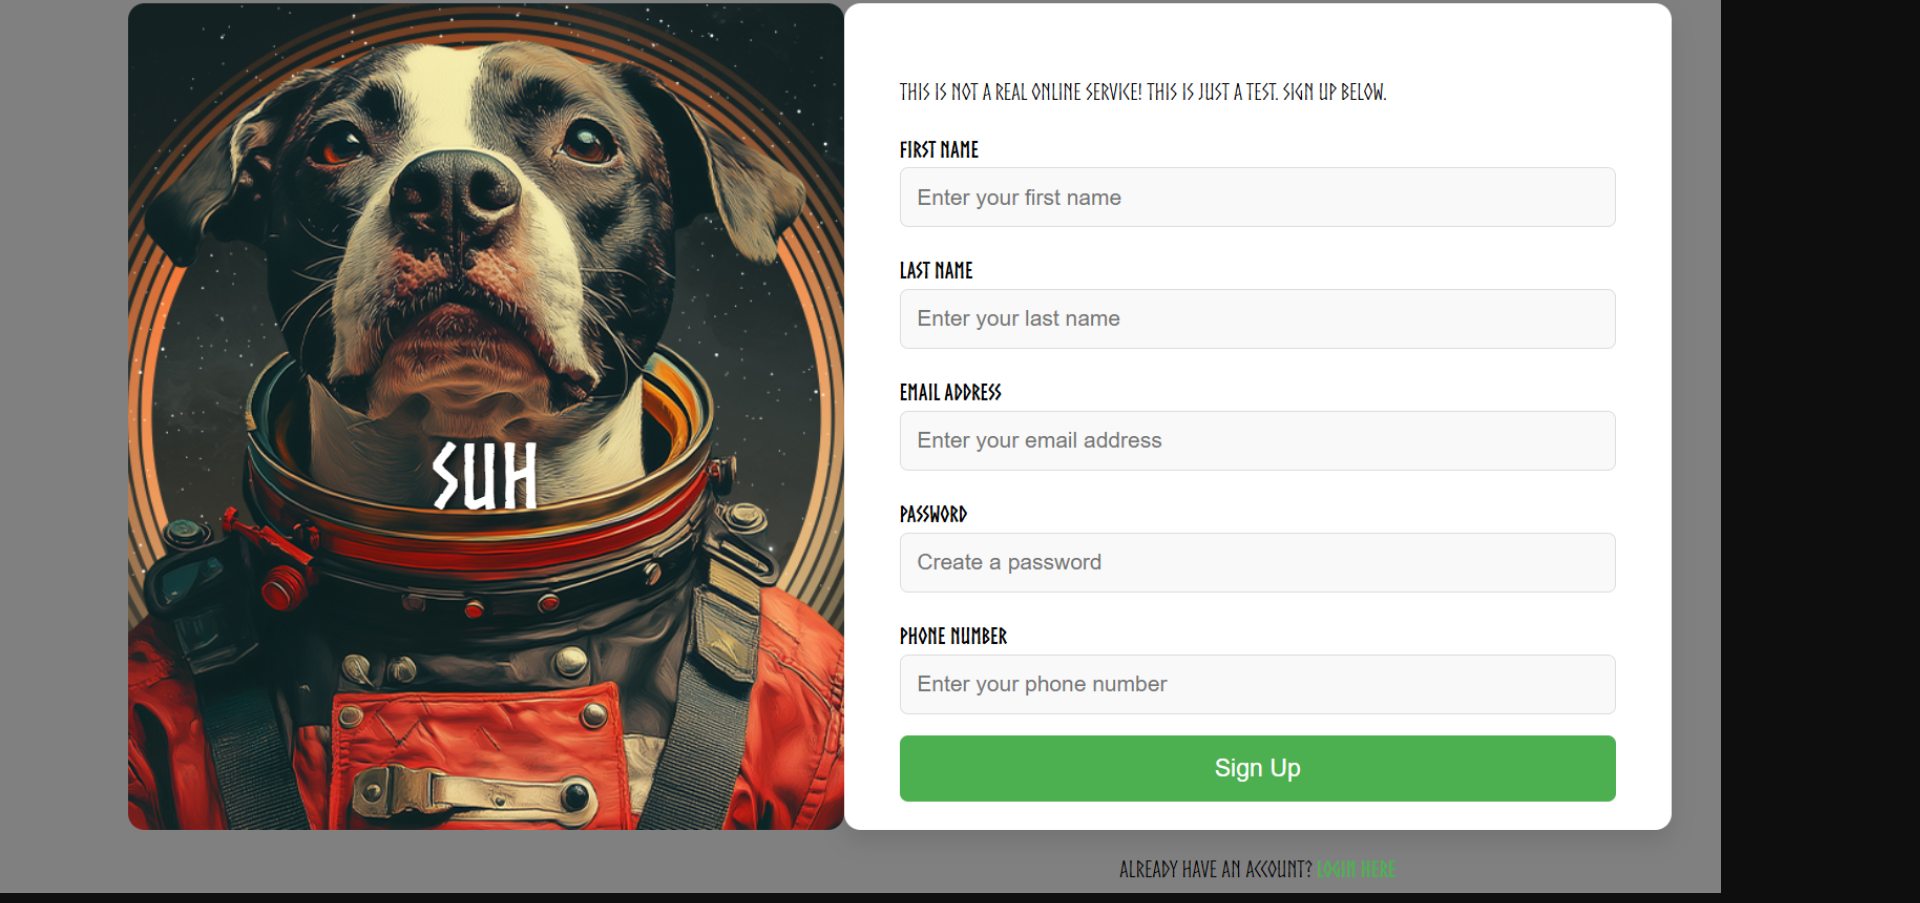 SUH
THIS IS NOT A REAL ONLINE SERVICE! THIS IS JUST A TEST. SIGN UP BELOW.
FIRST NAME
Enter your first name
LAST NAME
Enter your last name
EMAIL ADDRESS
Enter your email address
PASSWORD
Create a password
PHONE NUMBER
Enter your phone number
Sign Up
ALREADY HAVE AN ACCOUNT? LOGIN HERE